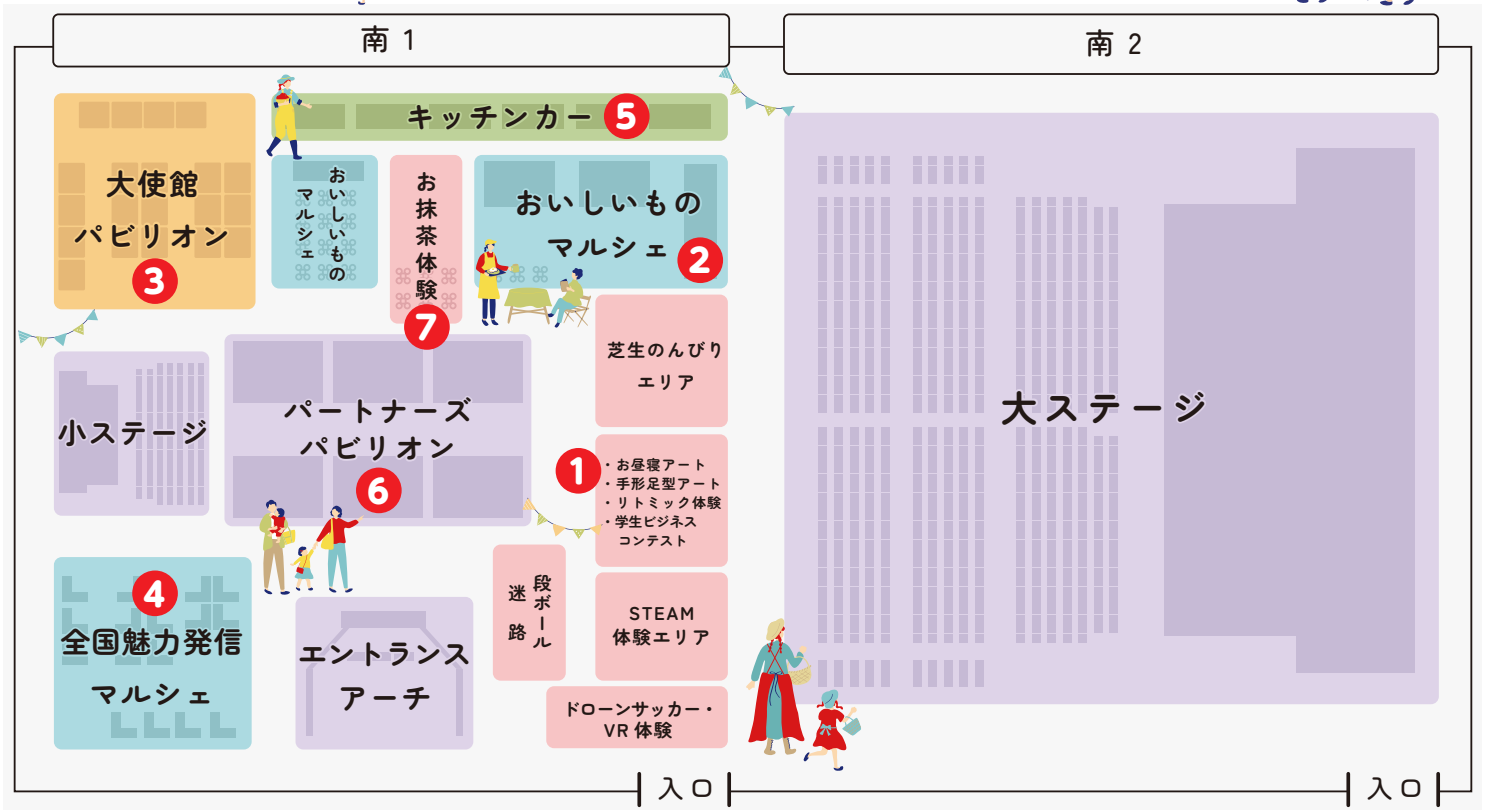 南 1
南 2
キッチンカー 5
大使館
パビリオン
3
おいしいもの
マルシェ
お抹茶体験
7
おいしいもの
マルシェ 2
芝生のんびり
エリア
小ステージ
パートナーズ
パビリオン
6
1
・お昼寝アート
・手形足型アート
・リトミック体験
・学生ビジネス
コンテスト
大ステージ
4
全国魅力発信
マルシェ
エントランス
アーチ
段ボール
迷路
STEAM
体験エリア
ドローンサッカー・
VR 体験
入口
入口